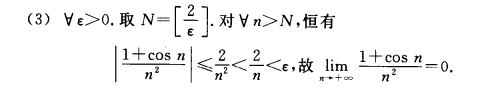 (3) ∀ ε>0. 取 N=[2/ε]. 对 ∀ n>N, 恒有
|(1+cos n)/n²| ≤ 2/n² < 2/n < ε, 故 lim_{n→+∞} (1+cos n)/n² = 0.